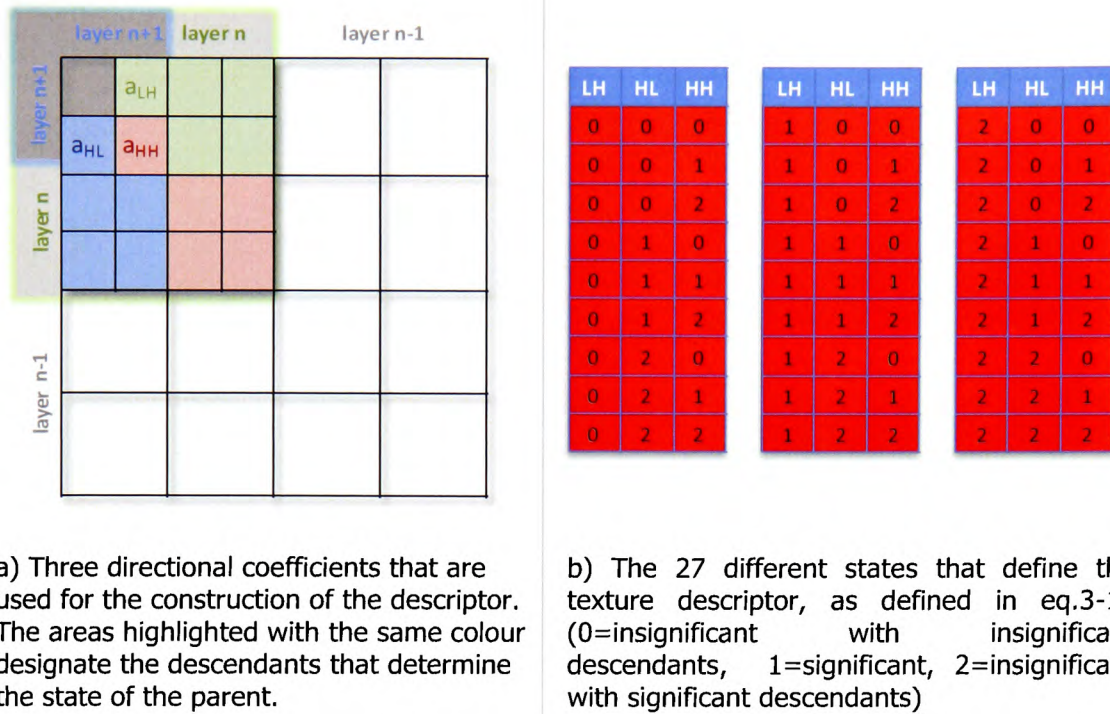 layer n+1 layer n layer n-1
layer n+1
layer n
layer n-1
aLH
aHL aHH
LH HL HH
0 0 0
0 0 1
0 0 2
0 1 0
0 1 1
0 1 2
0 2 0
0 2 1
0 2 2
LH HL HH
1 0 0
1 0 1
1 0 2
1 1 0
1 1 1
1 1 2
1 2 0
1 2 1
1 2 2
LH HL HH
2 0 0
2 0 1
2 0 2
2 1 0
2 1 1
2 1 2
2 2 0
2 2 1
2 2 2
a) Three directional coefficients that are
used for the construction of the descriptor.
The areas highlighted with the same colour
designate the descendants that determine
the state of the parent.
b) The 27 different states that define
texture descriptor, as defined in
(0=insignificant with
descendants, 1=significant,
with significant descendants)